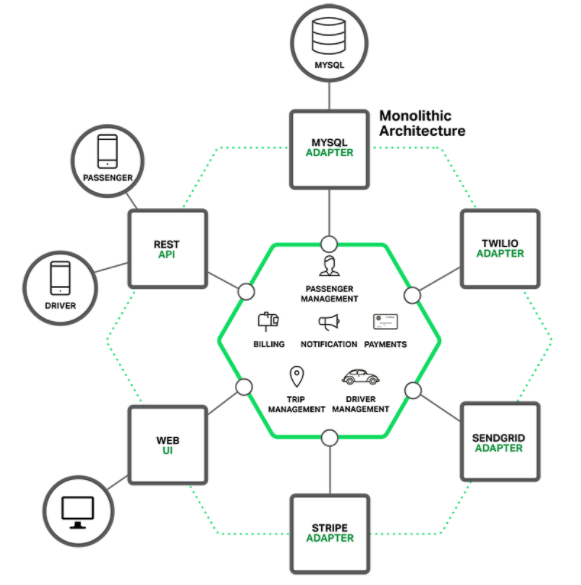 MYSQL
Monolithic
Architecture
MYSQL
ADAPTER
PASSENGER
REST
API
TWILIO
ADAPTER
DRIVER
PASSENGER
MANAGEMENT
BILLING
NOTIFICATION
PAYMENTS
TRIP
MANAGEMENT
DRIVER
MANAGEMENT
WEB
UI
SENDGRID
ADAPTER
STRIPE
ADAPTER